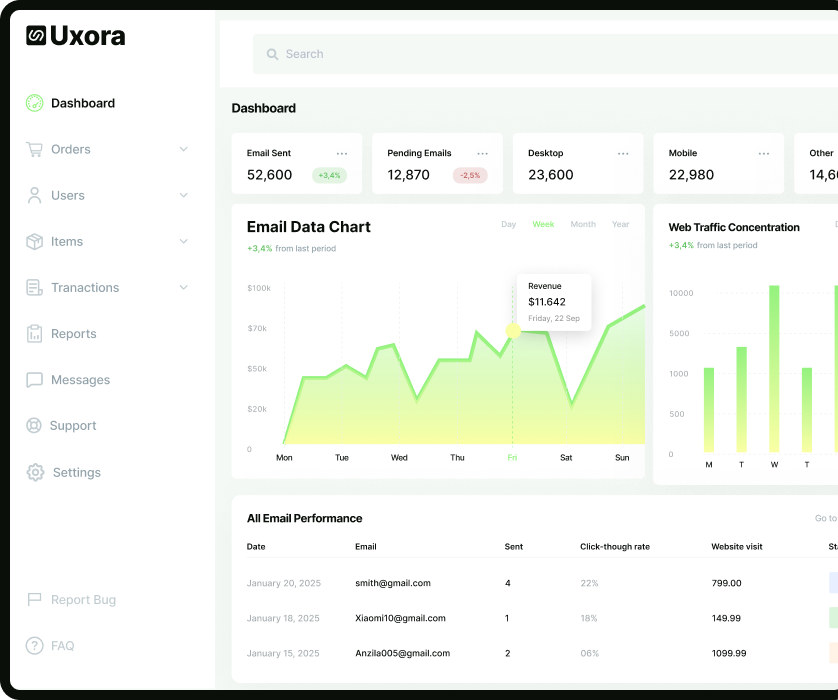 Uxora
Search
Dashboard
Orders
Users
Items
Tranactions
Reports
Messages
Support
Settings
Report Bug
FAQ
Dashboard
Email Sent
52,600
+3,4%
Pending Emails
12,870
-2,5%
Desktop
23,600
Mobile
22,980
Other
Email Data Chart
Day Week Month Year
+3,4% from last period
$100k
$70k
$50k
$20k
0
Revenue
$11.642
Friday, 22 Sep
Mon Tue Wed Thu Fri Sat Sun
Web Traffic Concentration
+3,4% from last period
10000
5000
1000
500
0
M T W T
All Email Performance
Go to
Date Email Sent Click-though rate Website visit
January 20, 2025 smith@gmail.com 4 22% 799.00
January 18, 2025 Xiaomi10@gmail.com 1 18% 149.99
January 15, 2025 Anzila005@gmail.com 2 06% 1099.99